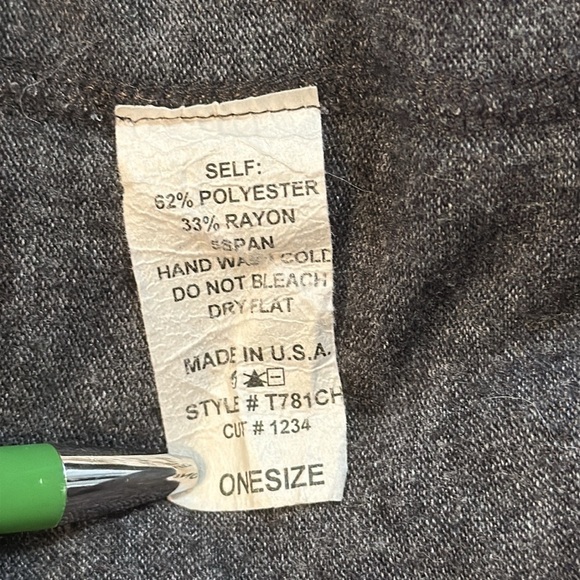 SELF:
62% POLYESTER
33% RAYON
SPAN
HAND WASH COLD
DO NOT BLEACH
DRY FLAT
MADE IN U.S.A.
STYLE # T781CH
CUT # 1234
ONESIZE